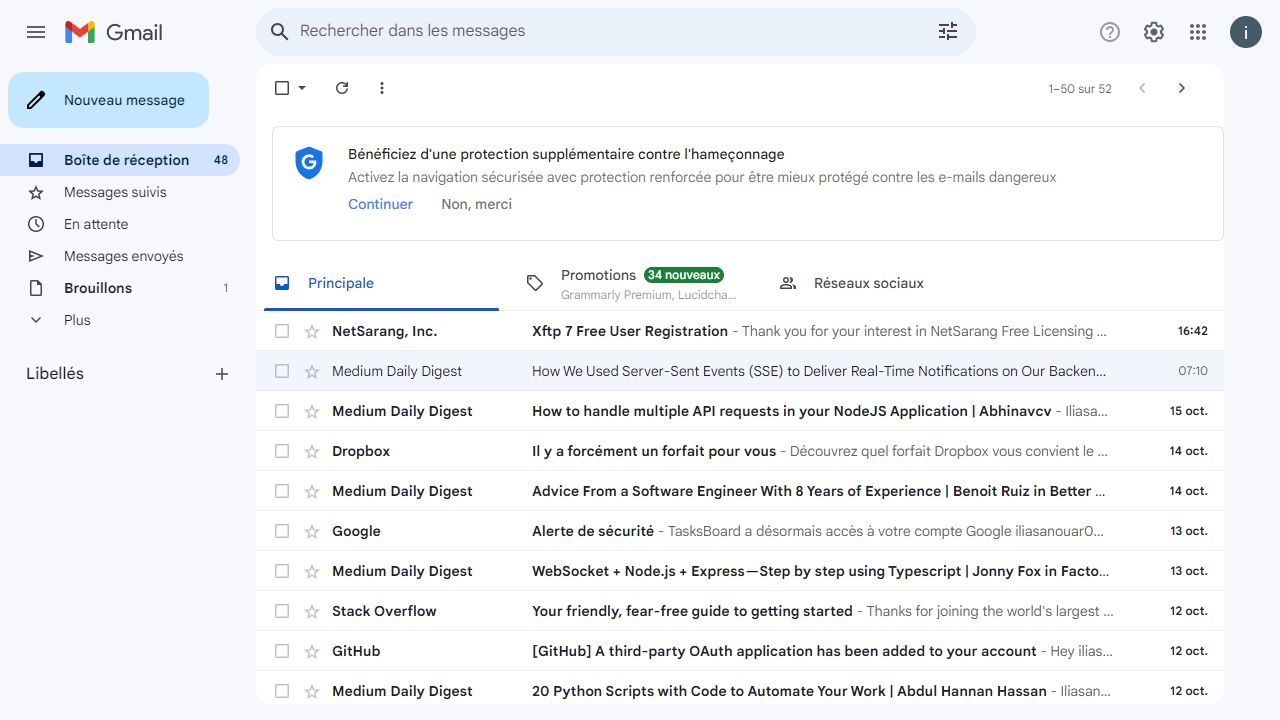 Gmail
Rechercher dans les messages
i
Nouveau message
1–50 sur 52
Boîte de réception 48
Messages suivis
En attente
Messages envoyés
Brouillons 1
Plus
Libellés
Bénéficiez d'une protection supplémentaire contre l'hameçonnage
Activez la navigation sécurisée avec protection renforcée pour être mieux protégé contre les e-mails dangereux
Continuer Non, merci
Principale
Promotions 34 nouveaux
Grammarly Premium, Lucidcha...
Réseaux sociaux
NetSarang, Inc. Xftp 7 Free User Registration - Thank you for your interest in NetSarang Free Licensing ... 16:42
Medium Daily Digest How We Used Server-Sent Events (SSE) to Deliver Real-Time Notifications on Our Backen... 07:10
Medium Daily Digest How to handle multiple API requests in your NodeJS Application | Abhinavcv - Iliasa... 15 oct.
Dropbox Il y a forcément un forfait pour vous - Découvrez quel forfait Dropbox vous convient le ... 14 oct.
Medium Daily Digest Advice From a Software Engineer With 8 Years of Experience | Benoit Ruiz in Better ... 14 oct.
Google Alerte de sécurité - TasksBoard a désormais accès à votre compte Google iliasanouar0... 13 oct.
Medium Daily Digest WebSocket + Node.js + Express — Step by step using Typescript | Jonny Fox in Facto... 13 oct.
Stack Overflow Your friendly, fear-free guide to getting started - Thanks for joining the world's largest ... 12 oct.
GitHub [GitHub] A third-party OAuth application has been added to your account - Hey ilias... 12 oct.
Medium Daily Digest 20 Python Scripts with Code to Automate Your Work | Abdul Hannan Hassan - Iliasan... 12 oct.